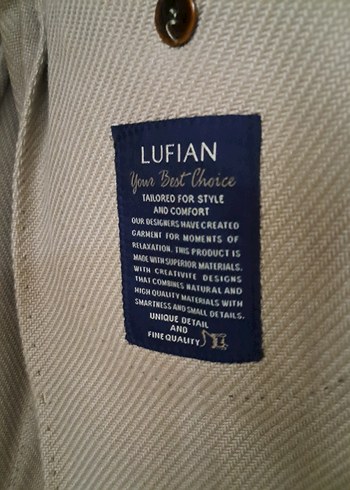 LUFIAN
Your Best Choice
TAILORED FOR STYLE
AND COMFORT
OUR DESIGNERS HAVE CREATED
GARMENT FOR MOMENTS OF
RELAXATION. THIS PRODUCT IS
MADE WITH SUPERIOR MATERIALS.
WITH CREATIVITE DESIGNS
THAT COMBINES NATURAL AND
HIGH QUALITY MATERIALS WITH
SMARTNESS AND SMALL DETAILS.
UNIQUE DETAIL
AND
FINE QUALITY